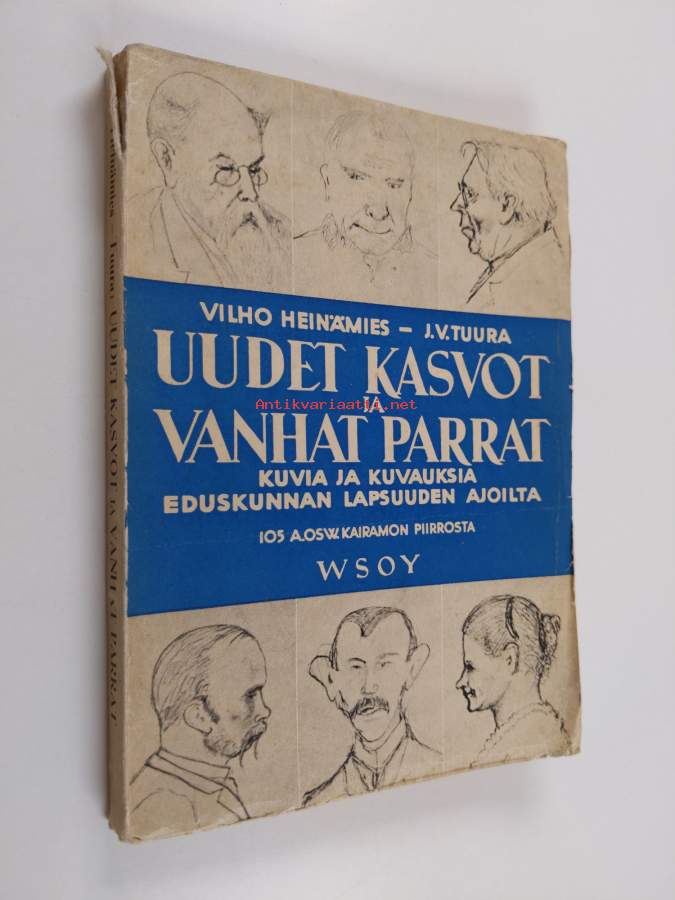 VILHO HEINÄMIES – J.V. TUURA
UUDET KASVOT
JA
Antikvariaatti.net
VANHAT PARRAT
KUVIA JA KUVAUKSIA
EDUSKUNNAN LAPSUUDEN AJOILTA
105 A.OSW. KAIRAMON PIIRROSTA
WSOY
Heinämies Tuura: UUDET KASVOT JA VANHAT PARRAT